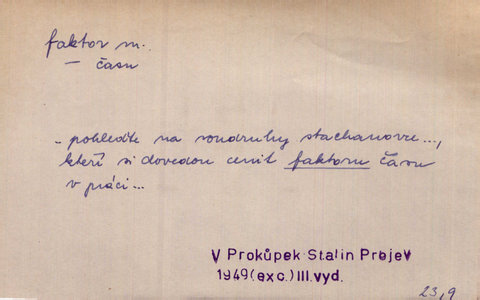 faktor m.
— času
- pohleďte na soudruhy stachanovce...,
kteří si dovedou cenit faktoru času
v práci...
V Prokůpek Stalin Projev
1949(exc.)III.vyd.
23,9